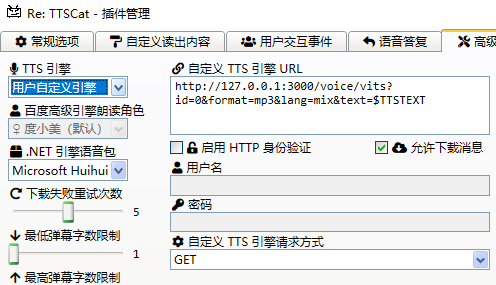 Re: TTSCat - 插件管理
常规选项 自定义读出内容 用户交互事件 语音答复 高级
TTS 引擎
用户自定义引擎
百度高级引擎朗读角色
♀ 度小美（默认）
.NET 引擎语音包
Microsoft Huihui
下载失败重试次数
5
最低弹幕字数限制
1
最高弹幕字数限制
自定义 TTS 引擎 URL
http://127.0.0.1:3000/voice/vits?
id=0&format=mp3&lang=mix&text=$TTSTEXT
启用 HTTP 身份验证 允许下载消息
用户名
密码
自定义 TTS 引擎请求方式
GET